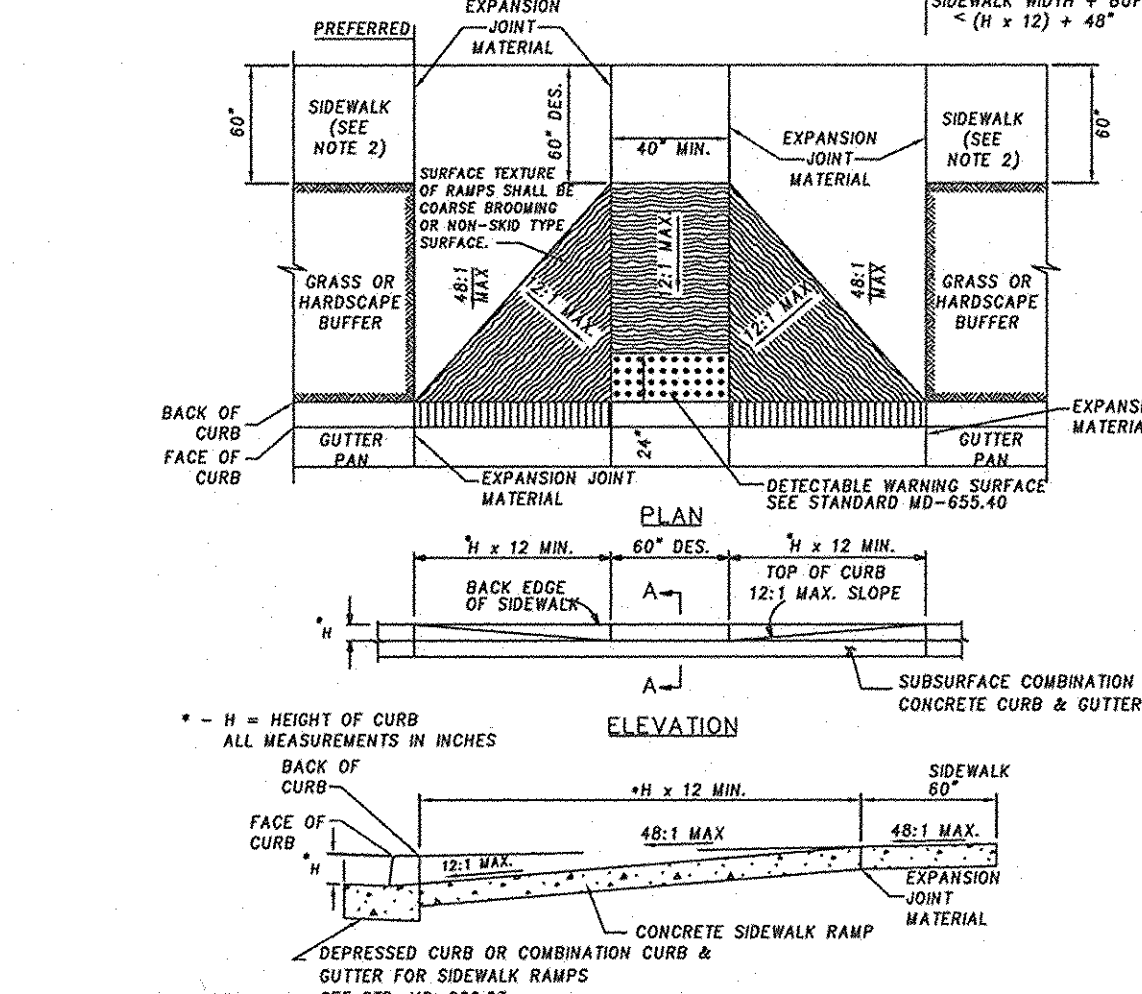 EXPANSION
JOINT
MATERIAL
PREFERRED
SIDEWALK WIDTH +
< (H x 12) + 48"
60"
SIDEWALK
(SEE
NOTE 2)
60" DES.
40" MIN.
EXPANSION
JOINT
MATERIAL
SIDEWALK
(SEE
NOTE 2)
60"
SURFACE TEXTURE
OF RAMPS SHALL BE
COARSE BROOMING
OR NON-SKID TYPE
SURFACE.
GRASS OR
HARDSCAPE
BUFFER
48:1
MAX
12:1 MAX.
12:1 MAX.
12:1 MAX.
48:1
MAX
GRASS OR
HARDSCAPE
BUFFER
BACK OF
CURB
FACE OF
CURB
GUTTER
PAN
EXPANSION JOINT
MATERIAL
24"
GUTTER
PAN
DETECTABLE WARNING SURFACE
SEE STANDARD MD-655.40
PLAN
*H x 12 MIN.
60" DES.
*H x 12 MIN.
BACK EDGE
OF SIDEWALK
A
TOP OF CURB
12:1 MAX. SLOPE
*H
A
SUBSURFACE COMBINATION
CONCRETE CURB & GUTTER
* - H = HEIGHT OF CURB
ALL MEASUREMENTS IN INCHES
ELEVATION
BACK OF
CURB
FACE OF
CURB
*H
*H x 12 MIN.
SIDEWALK
60"
12:1 MAX.
48:1 MAX
48:1 MAX.
EXPANSION
JOINT
MATERIAL
CONCRETE SIDEWALK RAMP
DEPRESSED CURB OR COMBINATION CURB &
GUTTER FOR SIDEWALK RAMPS